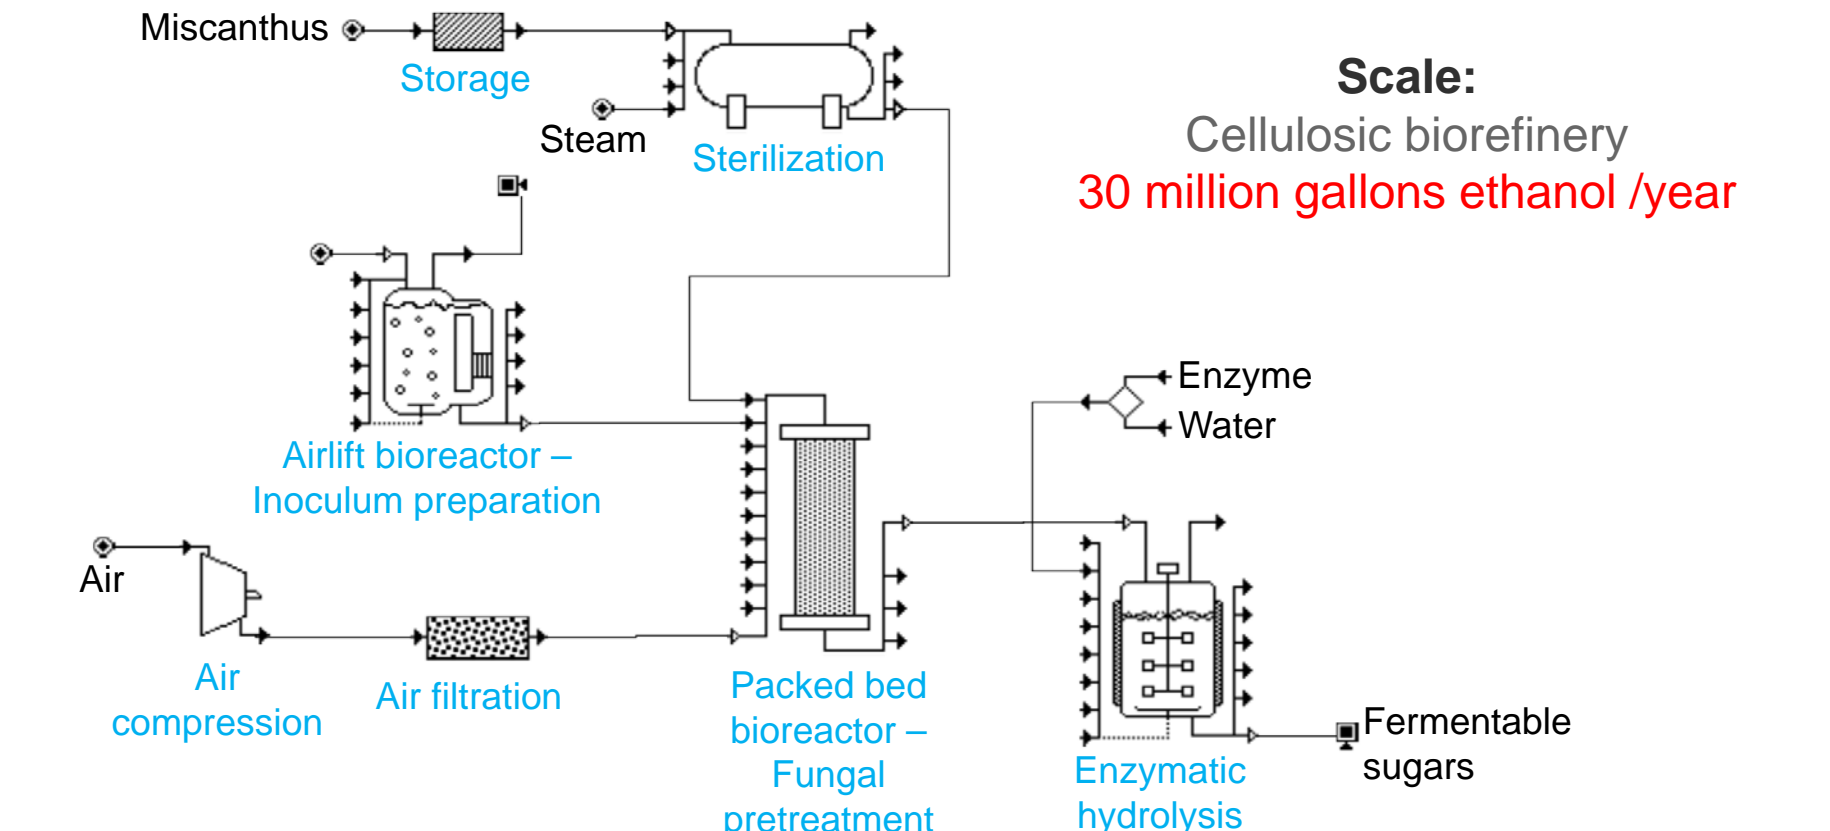 Miscanthus
Storage
Steam
Sterilization
Scale:
Cellulosic biorefinery
30 million gallons ethanol /year
Airlift bioreactor –
Inoculum preparation
Enzyme
Water
Air
Air
compression
Air filtration
Packed bed
bioreactor –
Fungal
pretreatment
Enzymatic
hydrolysis
Fermentable
sugars